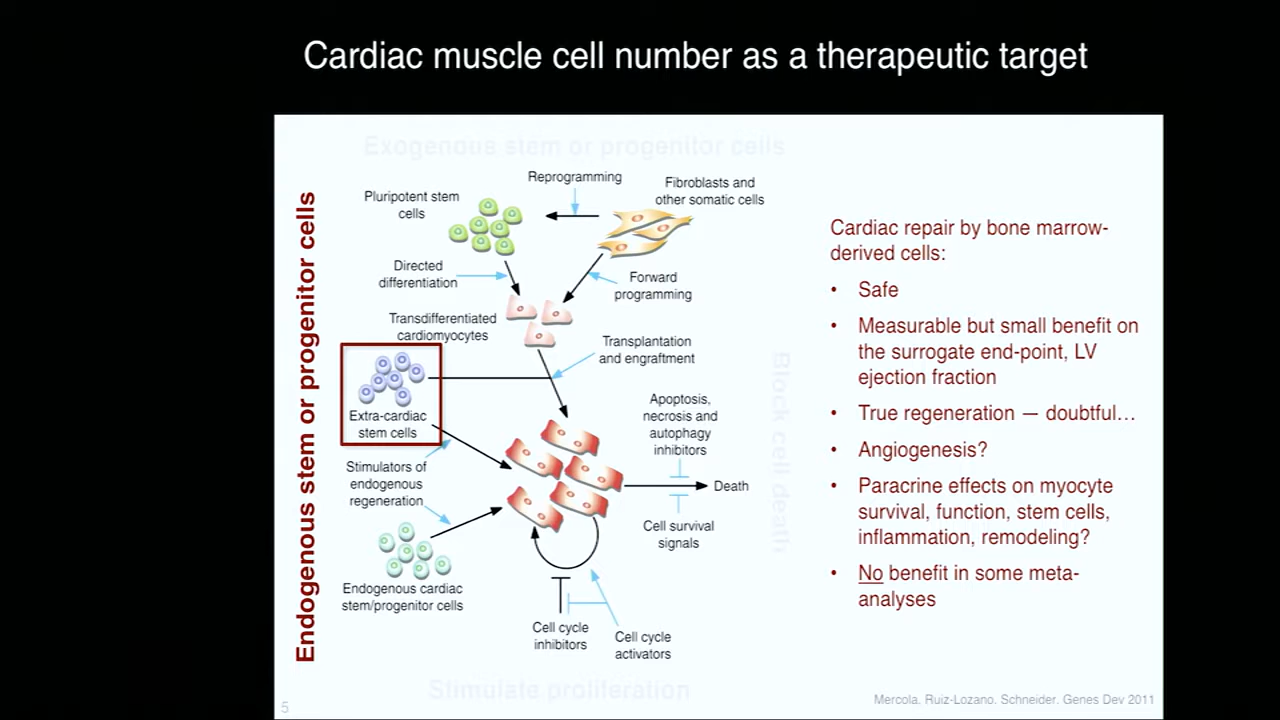 Cardiac muscle cell number as a therapeutic target
Exogenous stem or progenitor cells
Endogenous stem or progenitor cells
Reprogramming
Pluripotent stem
cells
Fibroblasts and
other somatic cells
Directed
differentiation
Forward
programming
Transdifferentiated
cardiomyocytes
Transplantation
and engraftment
Extra-cardiac
stem cells
Apoptosis,
necrosis and
autophagy
inhibitors
Stimulators of
endogenous
regeneration
Death
Cell survival
signals
Endogenous cardiac
stem/progenitor cells
Cell cycle
inhibitors
Cell cycle
activators
Block cell death
Stimulate proliferation
Cardiac repair by bone marrow-
derived cells:
• Safe
• Measurable but small benefit on
the surrogate end-point, LV
ejection fraction
• True regeneration — doubtful…
• Angiogenesis?
• Paracrine effects on myocyte
survival, function, stem cells,
inflammation, remodeling?
• No benefit in some meta-
analyses
5
Mercola, Ruiz-Lozano, Schneider. Genes Dev 2011